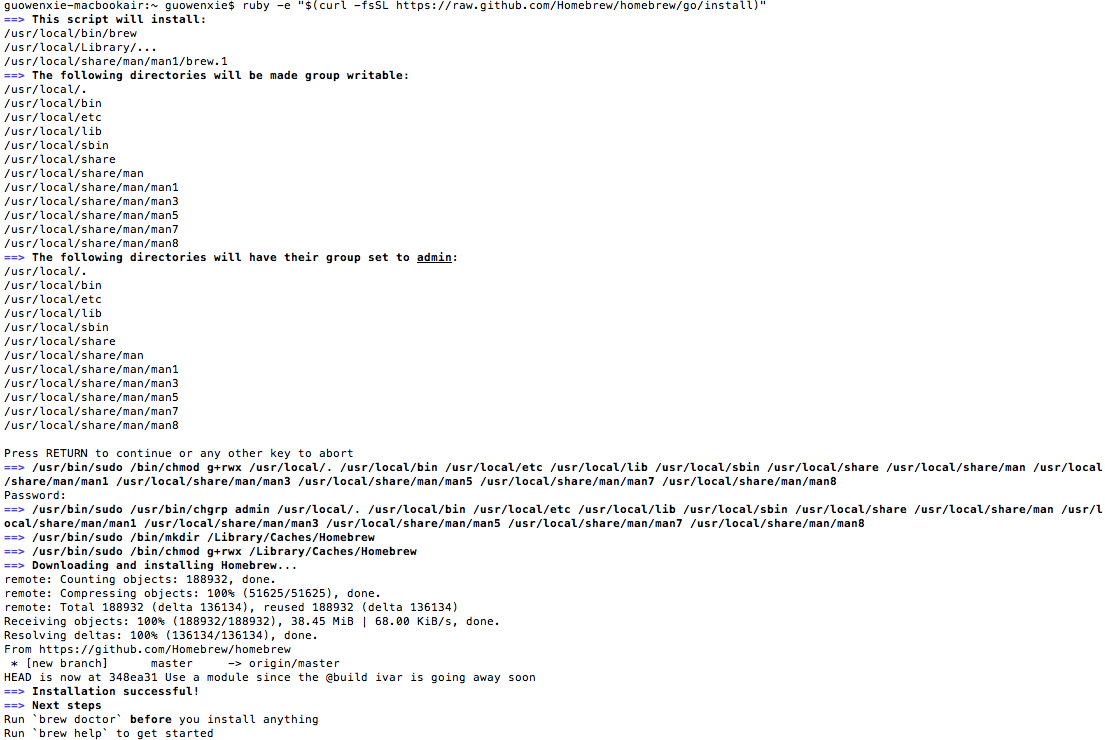 guowenxie-macbookair:~ guowenxie$ ruby -e "$(curl -fsSL https://raw.github.com/Homebrew/homebrew/go/install)"
==> This script will install:
/usr/local/bin/brew
/usr/local/Library/...
/usr/local/share/man/man1/brew.1
==> The following directories will be made group writable:
/usr/local/.
/usr/local/bin
/usr/local/etc
/usr/local/lib
/usr/local/sbin
/usr/local/share
/usr/local/share/man
/usr/local/share/man/man1
/usr/local/share/man/man3
/usr/local/share/man/man5
/usr/local/share/man/man7
/usr/local/share/man/man8
==> The following directories will have their group set to admin:
/usr/local/.
/usr/local/bin
/usr/local/etc
/usr/local/lib
/usr/local/sbin
/usr/local/share
/usr/local/share/man
/usr/local/share/man/man1
/usr/local/share/man/man3
/usr/local/share/man/man5
/usr/local/share/man/man7
/usr/local/share/man/man8

Press RETURN to continue or any other key to abort
==> /usr/bin/sudo /bin/chmod g+rwx /usr/local/. /usr/local/bin /usr/local/etc /usr/local/lib /usr/local/sbin /usr/local/share /usr/local/share/man /usr/local
/share/man/man1 /usr/local/share/man/man3 /usr/local/share/man/man5 /usr/local/share/man/man7 /usr/local/share/man/man8
Password:
==> /usr/bin/sudo /usr/bin/chgrp admin /usr/local/. /usr/local/bin /usr/local/etc /usr/local/lib /usr/local/sbin /usr/local/share /usr/local/share/man /usr/l
ocal/share/man/man1 /usr/local/share/man/man3 /usr/local/share/man/man5 /usr/local/share/man/man7 /usr/local/share/man/man8
==> /usr/bin/sudo /bin/mkdir /Library/Caches/Homebrew
==> /usr/bin/sudo /bin/chmod g+rwx /Library/Caches/Homebrew
==> Downloading and installing Homebrew...
remote: Counting objects: 188932, done.
remote: Compressing objects: 100% (51625/51625), done.
remote: Total 188932 (delta 136134), reused 188932 (delta 136134)
Receiving objects: 100% (188932/188932), 38.45 MiB | 68.00 KiB/s, done.
Resolving deltas: 100% (136134/136134), done.
From https://github.com/Homebrew/homebrew
 * [new branch]      master     -> origin/master
HEAD is now at 348ea31 Use a module since the @build ivar is going away soon
==> Installation successful!
==> Next steps
Run `brew doctor` before you install anything
Run `brew help` to get started